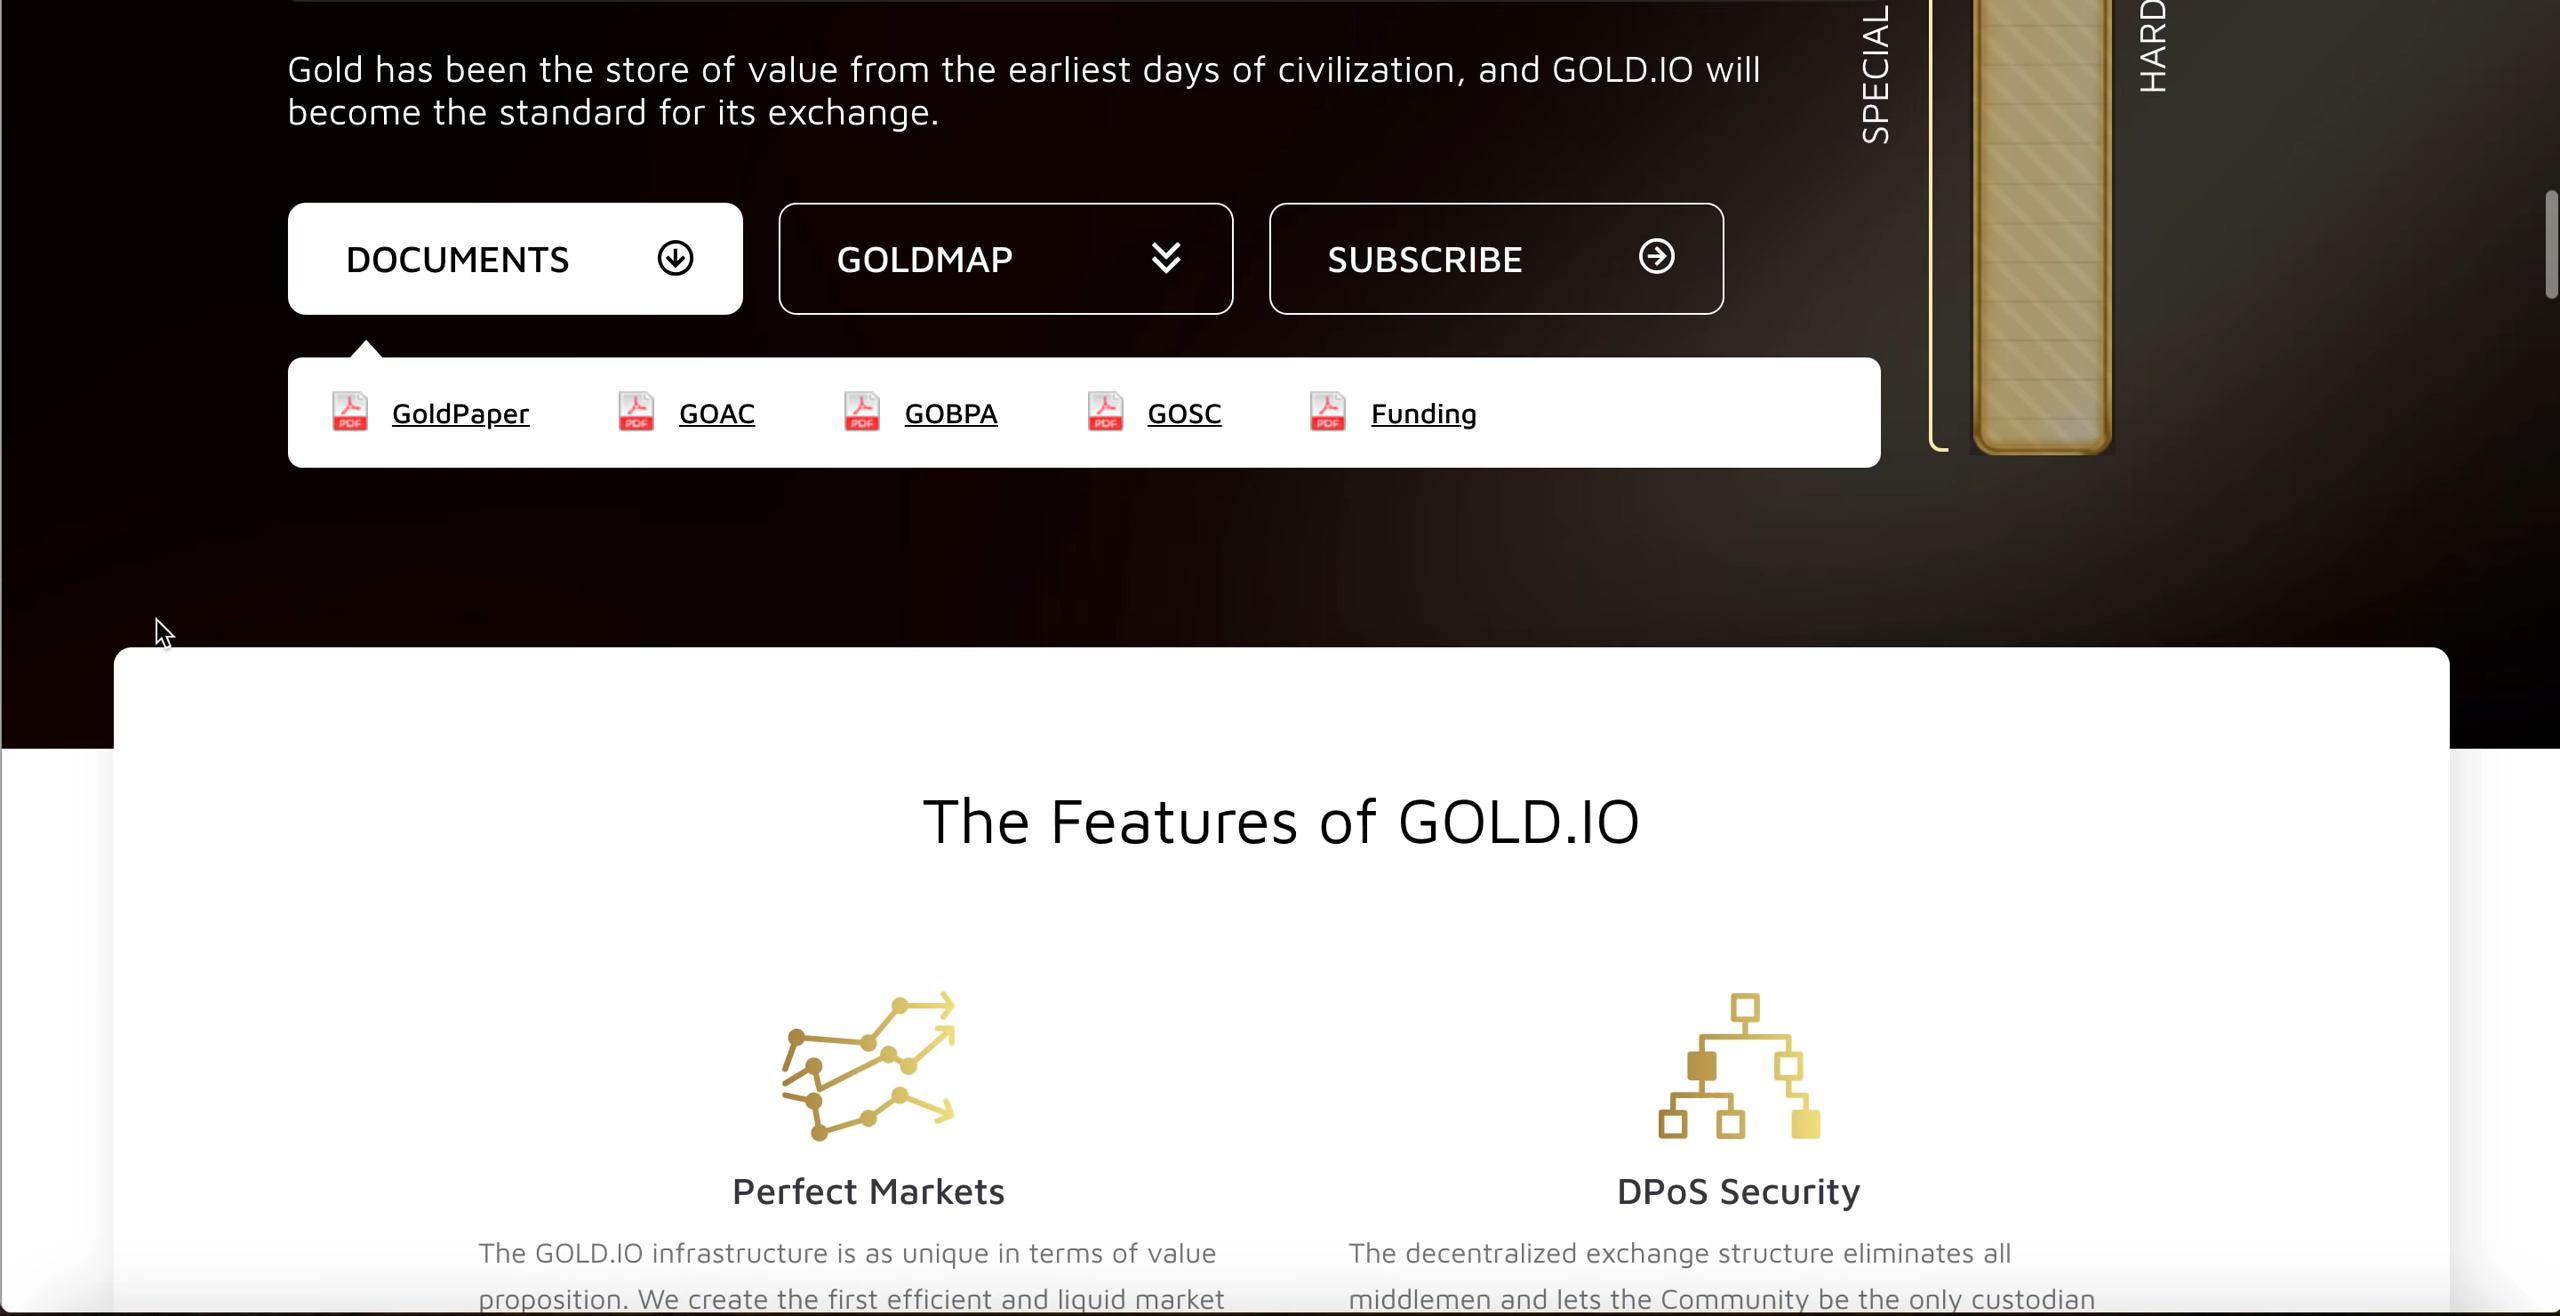 Gold has been the store of value from the earliest days of civilization, and GOLD.IO will
become the standard for its exchange.
SPECIAL
HARD
DOCUMENTS
GOLDMAP
SUBSCRIBE
PDF GoldPaper
PDF GOAC
PDF GOBPA
PDF GOSC
PDF Funding
The Features of GOLD.IO
Perfect Markets
The GOLD.IO infrastructure is as unique in terms of value
proposition. We create the first efficient and liquid market
DPoS Security
The decentralized exchange structure eliminates all
middlemen and lets the Community be the only custodian